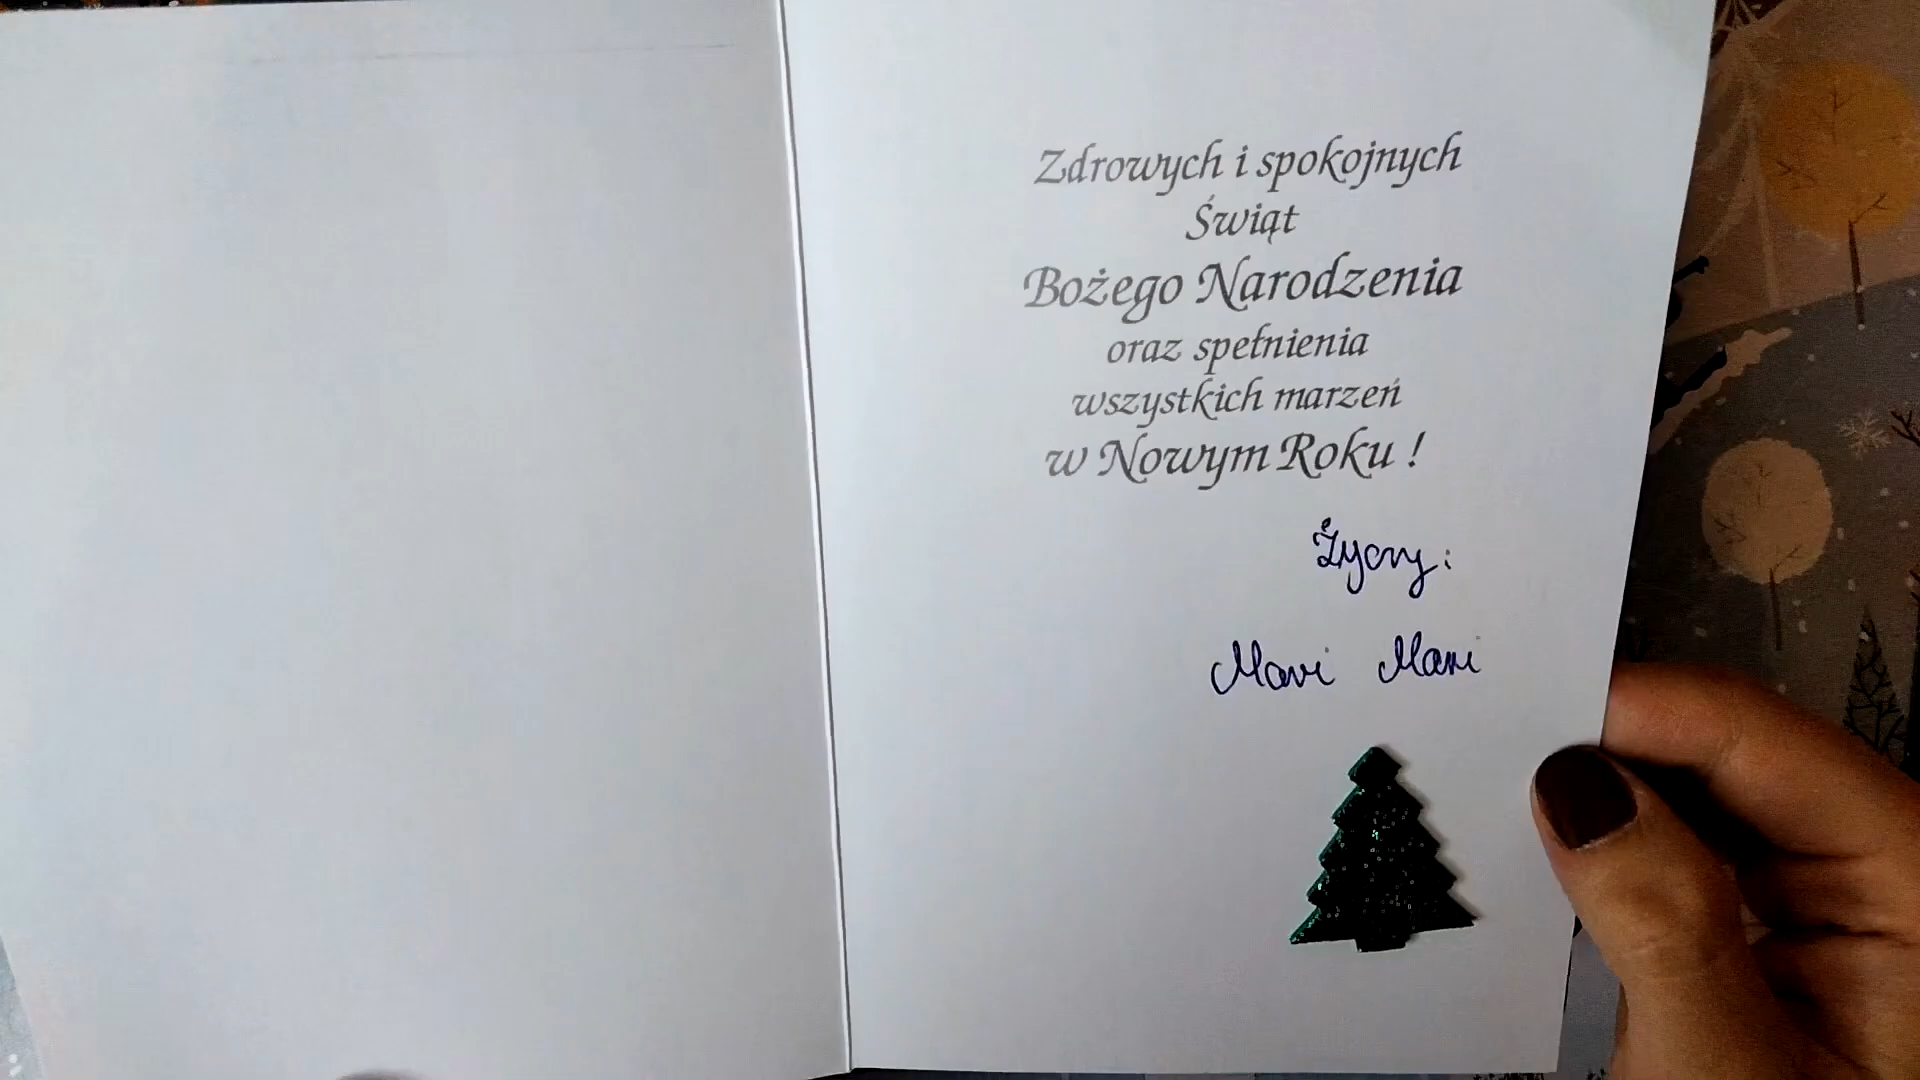 Zdrowych i spokojnych
Świąt
Bożego Narodzenia
oraz spełnienia
wszystkich marzeń
w Nowym Roku !
Życzy:
Mavi Mavi